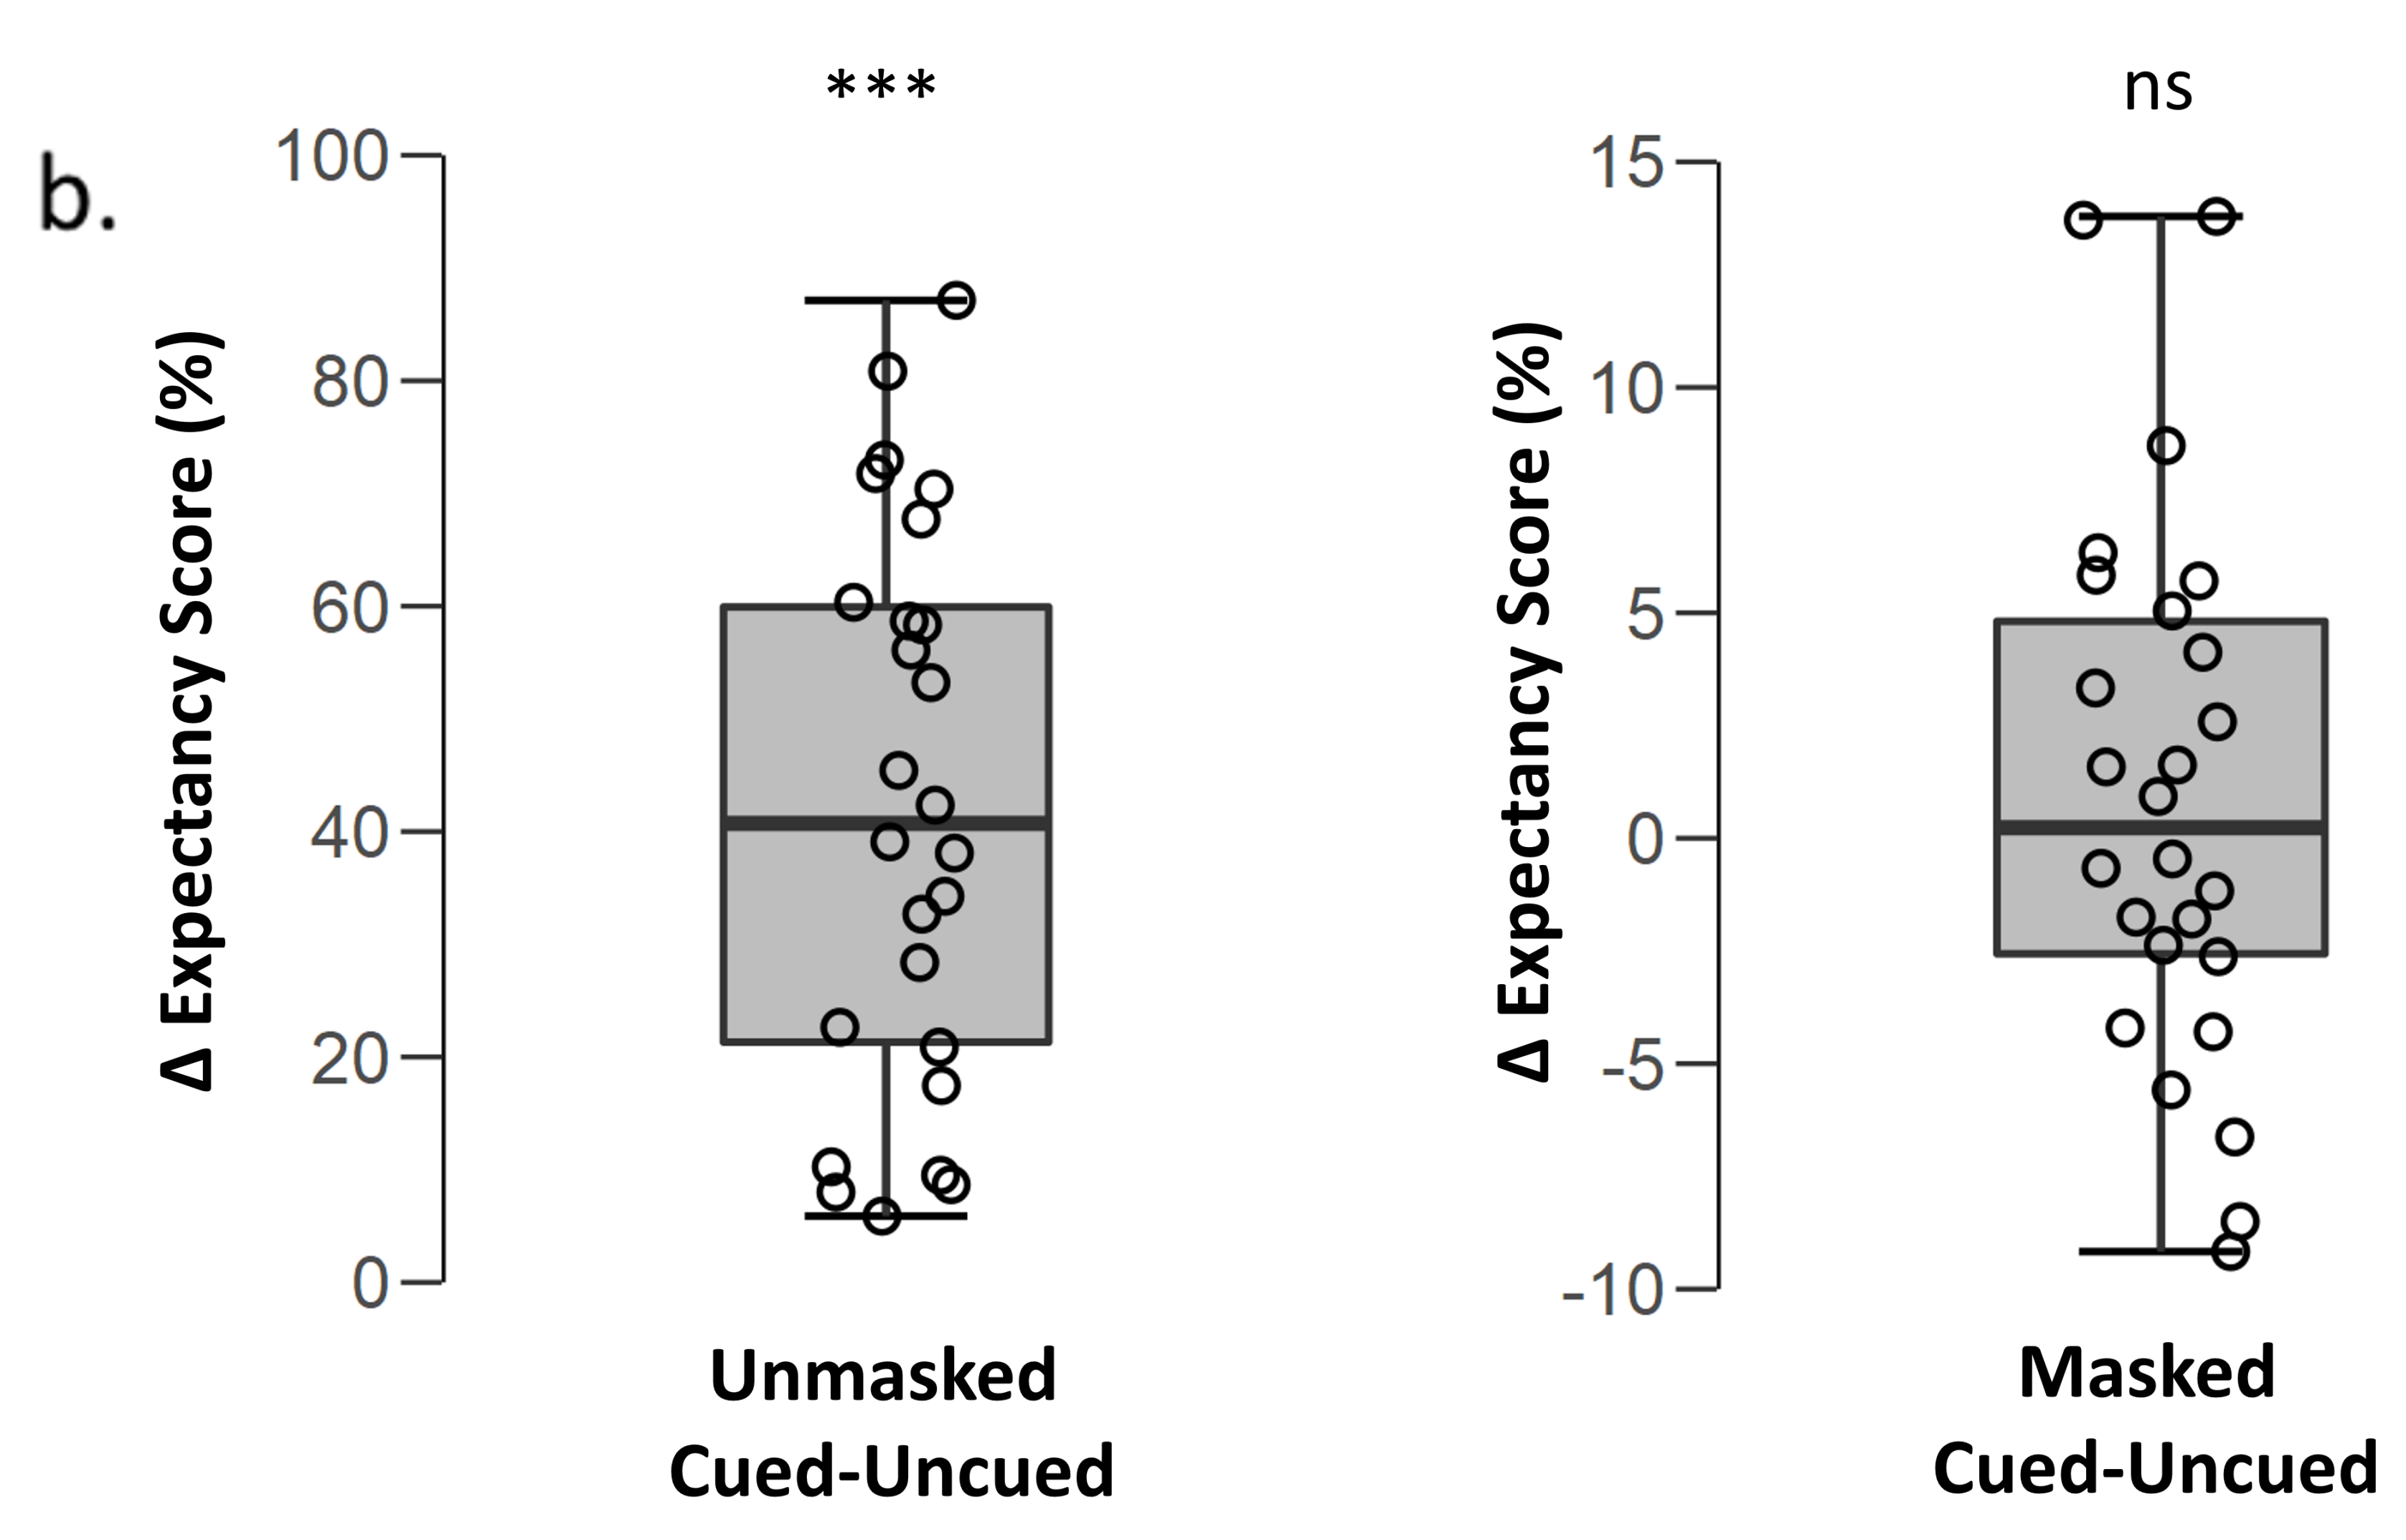 b.
***
Δ Expectancy Score (%)
100
80
60
40
20
0
Unmasked
Cued-Uncued
ns
Δ Expectancy Score (%)
15
10
5
0
-5
-10
Masked
Cued-Uncued